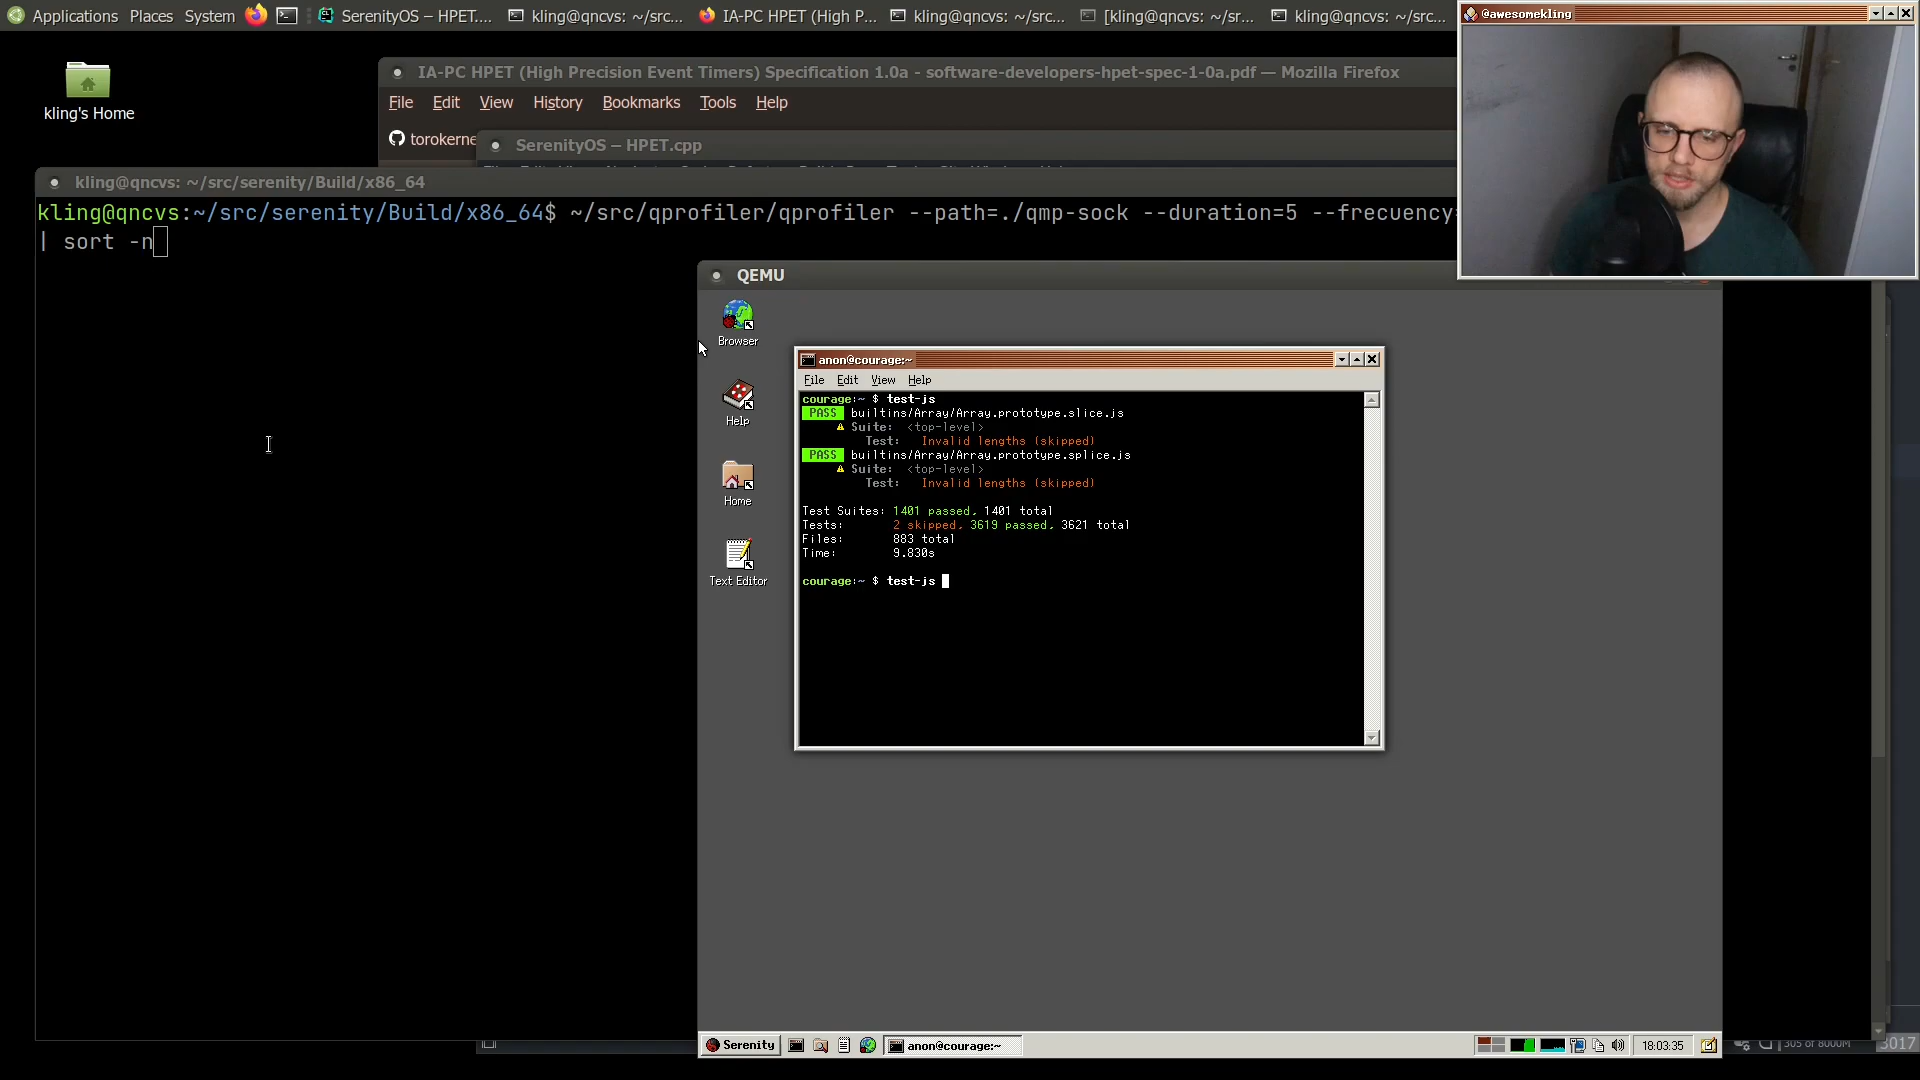 Applications Places System SerenityOS – HPET.... kling@qncvs: ~/src... IA-PC HPET (High P... kling@qncvs: ~/src... [kling@qncvs: ~/sr... kling@qncvs: ~/src...
@awesomekling
kling's Home
IA-PC HPET (High Precision Event Timers) Specification 1.0a - software-developers-hpet-spec-1-0a.pdf — Mozilla Firefox
File Edit View History Bookmarks Tools Help
torokerne
SerenityOS – HPET.cpp
kling@qncvs: ~/src/serenity/Build/x86_64
kling@qncvs:~/src/serenity/Build/x86_64$ ~/src/qprofiler/qprofiler --path=./qmp-sock --duration=5 --frecuency
| sort -n
QEMU
Browser
Help
Home
Text Editor
anon@courage:~
File Edit View Help
courage:~ $ test-js
PASS builtins/Array/Array.prototype.slice.js
Suite: <top-level>
Test: Invalid lengths (skipped)
PASS builtins/Array/Array.prototype.splice.js
Suite: <top-level>
Test: Invalid lengths (skipped)
Test Suites: 1401 passed, 1401 total
Tests: 2 skipped, 3619 passed, 3621 total
Files: 883 total
Time: 9.830s
courage:~ $ test-js
Serenity anon@courage:~ 18:03:35
305 of 8000M
3017